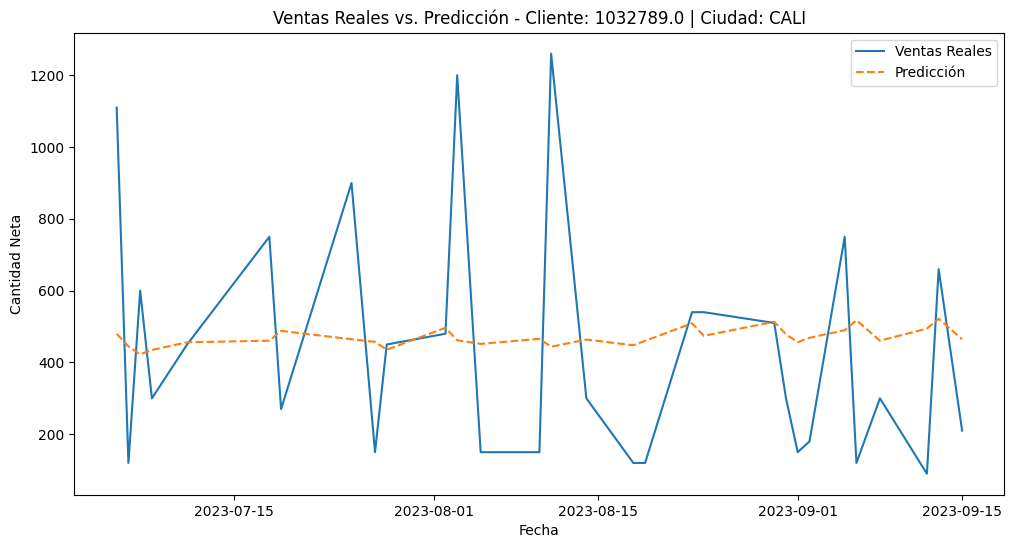 Ventas Reales vs. Predicción - Cliente: 1032789.0 | Ciudad: CALI
Ventas Reales
Predicción
Cantidad Neta
1200
1000
800
600
400
200
2023-07-15
2023-08-01
2023-08-15
2023-09-01
2023-09-15
Fecha